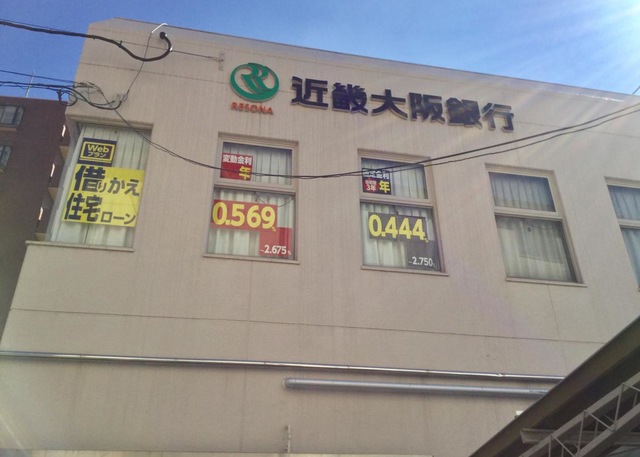 RESONA
近畿大阪銀行
Web
プラン
借りかえ
住宅ローン
変動金利
年
0.569%
~2.675%
固定金利
3年
年
0.444%
~2.750%